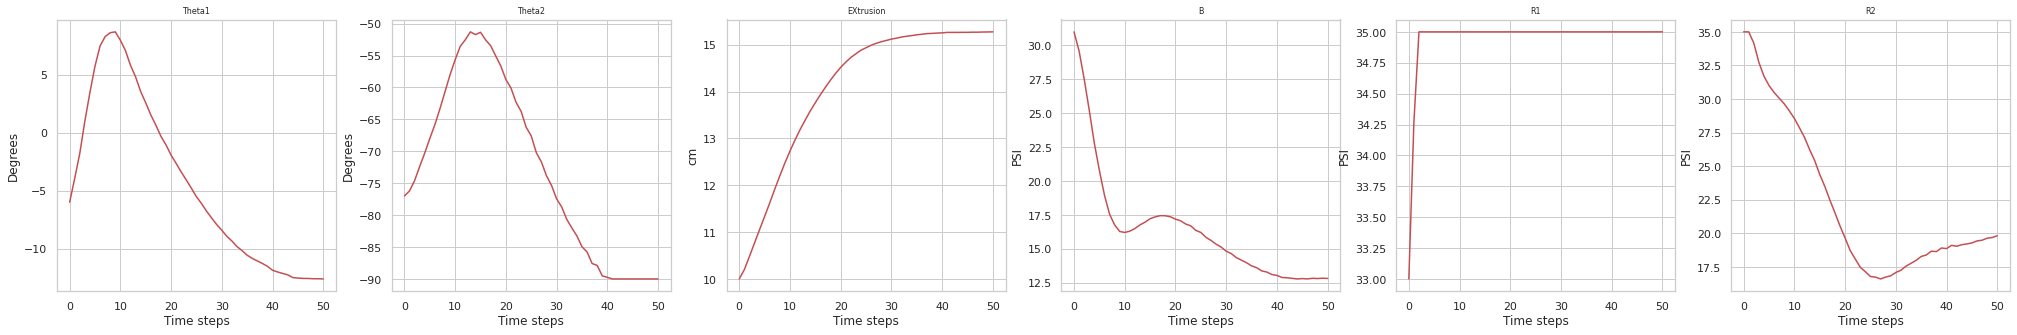 Theta1
Degrees
5
0
−5
−10
0 10 20 30 40 50
Time steps
Theta2
Degrees
−50
−55
−60
−65
−70
−75
−80
−85
−90
0 10 20 30 40 50
Time steps
EXtrusion
cm
15
14
13
12
11
10
0 10 20 30 40 50
Time steps
B
PSI
30.0
27.5
25.0
22.5
20.0
17.5
15.0
12.5
0 10 20 30 40 50
Time steps
R1
PSI
35.00
34.75
34.50
34.25
34.00
33.75
33.50
33.25
33.00
0 10 20 30 40 50
Time steps
R2
PSI
35.0
32.5
30.0
27.5
25.0
22.5
20.0
17.5
0 10 20 30 40 50
Time steps